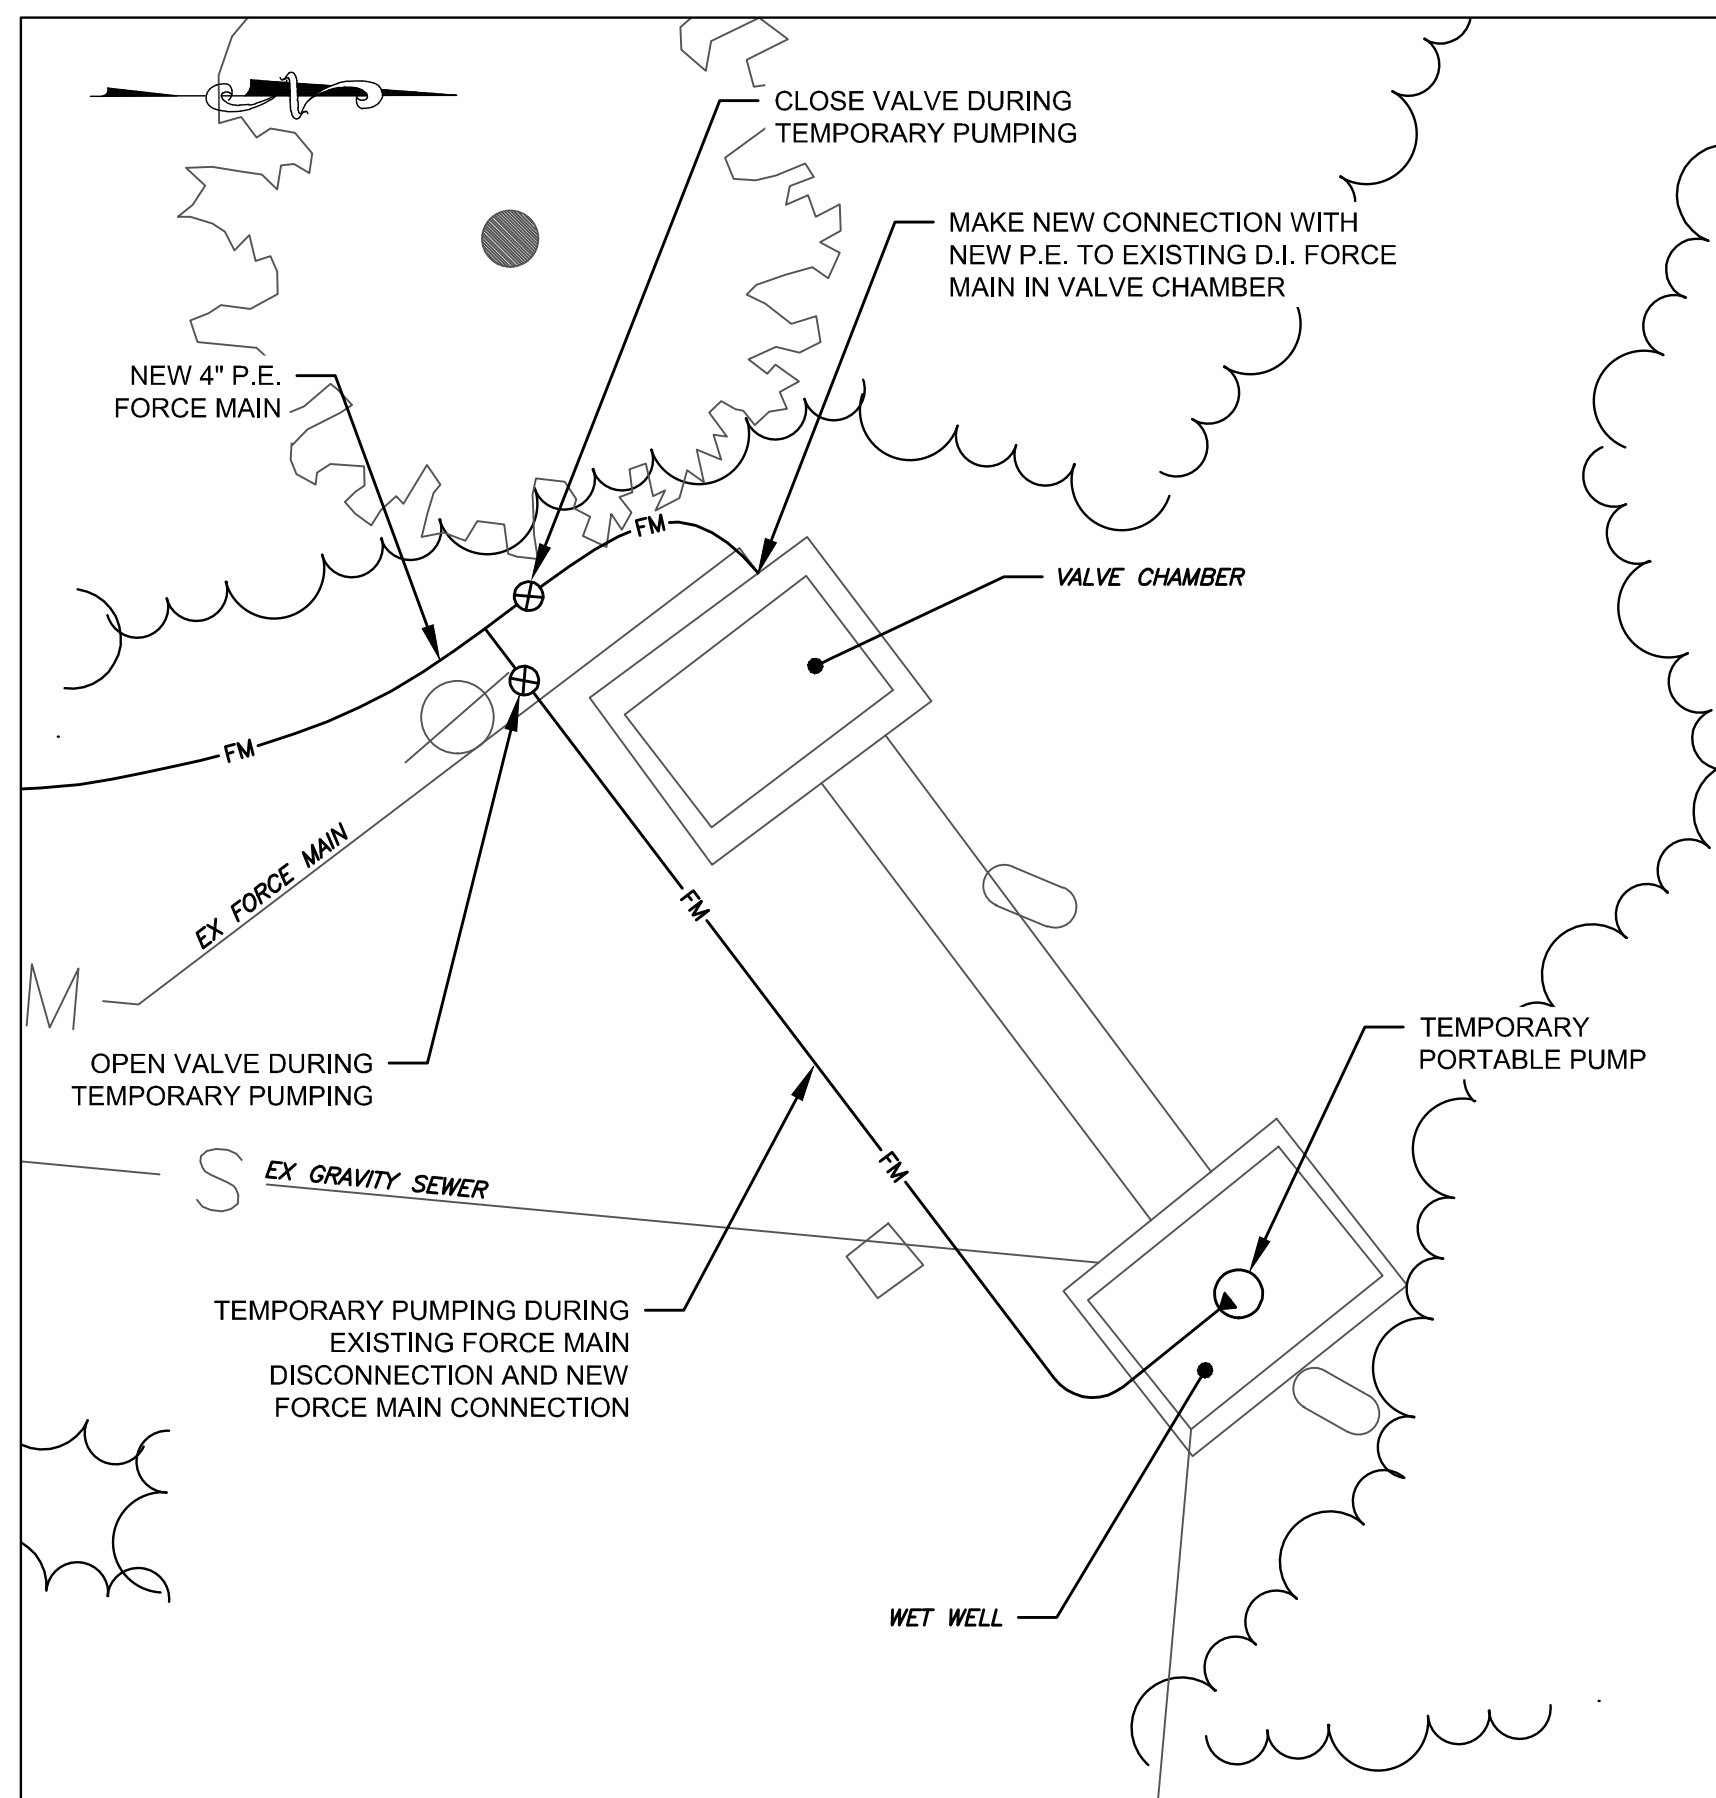 CLOSE VALVE DURING
TEMPORARY PUMPING
MAKE NEW CONNECTION WITH
NEW P.E. TO EXISTING D.I. FORCE
MAIN IN VALVE CHAMBER
NEW 4" P.E.
FORCE MAIN
FM
VALVE CHAMBER
FM
EX FORCE MAIN
FM
M
OPEN VALVE DURING
TEMPORARY PUMPING
TEMPORARY
PORTABLE PUMP
FM
S
EX GRAVITY SEWER
TEMPORARY PUMPING DURING
EXISTING FORCE MAIN
DISCONNECTION AND NEW
FORCE MAIN CONNECTION
WET WELL